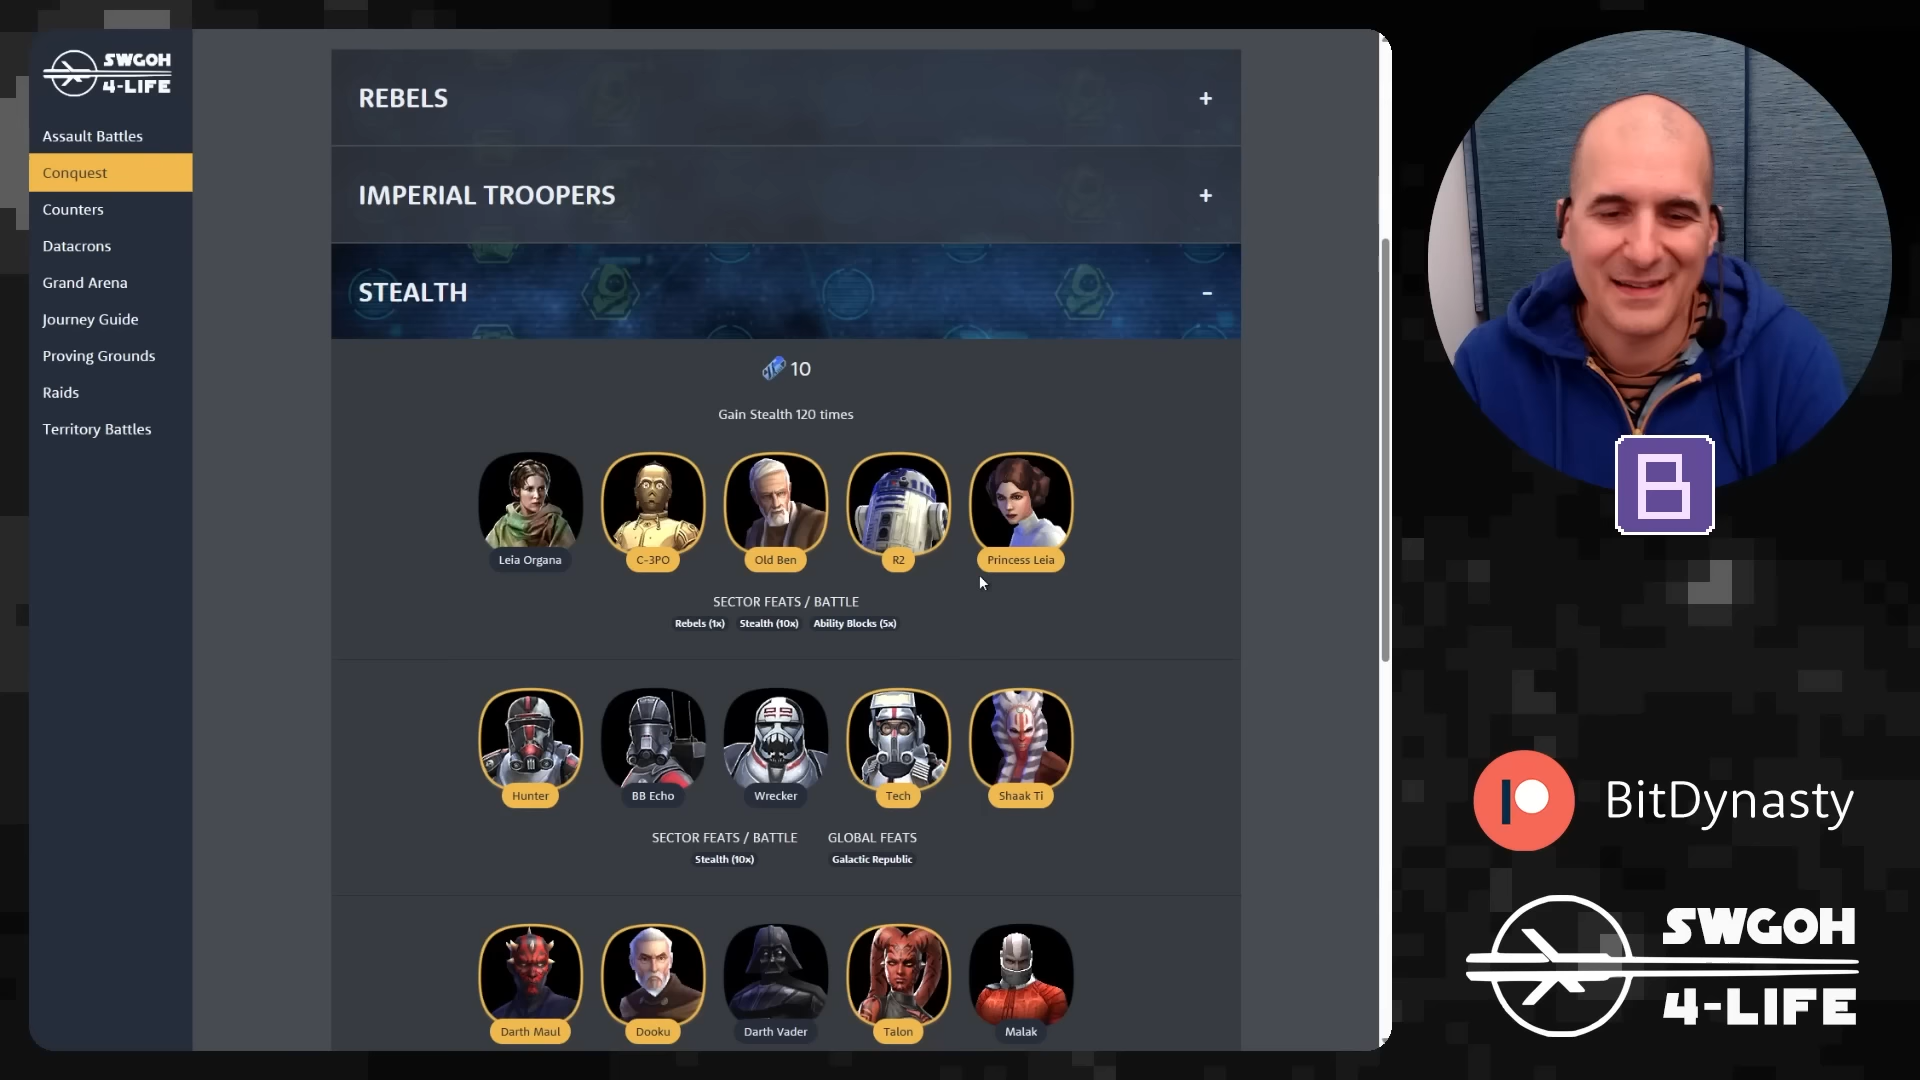 SWGOH
4-LIFE
Assault Battles
Conquest
Counters
Datacrons
Grand Arena
Journey Guide
Proving Grounds
Raids
Territory Battles
REBELS +
IMPERIAL TROOPERS +
STEALTH -
10
Gain Stealth 120 times
Leia Organa C-3PO Old Ben R2 Princess Leia
SECTOR FEATS / BATTLE
Rebels (1x) Stealth (10x) Ability Blocks (5x)
Hunter BB Echo Wrecker Tech Shaak Ti
SECTOR FEATS / BATTLE GLOBAL FEATS
Stealth (10x) Galactic Republic
Darth Maul Dooku Darth Vader Talon Malak
B
BitDynasty
SWGOH
4-LIFE